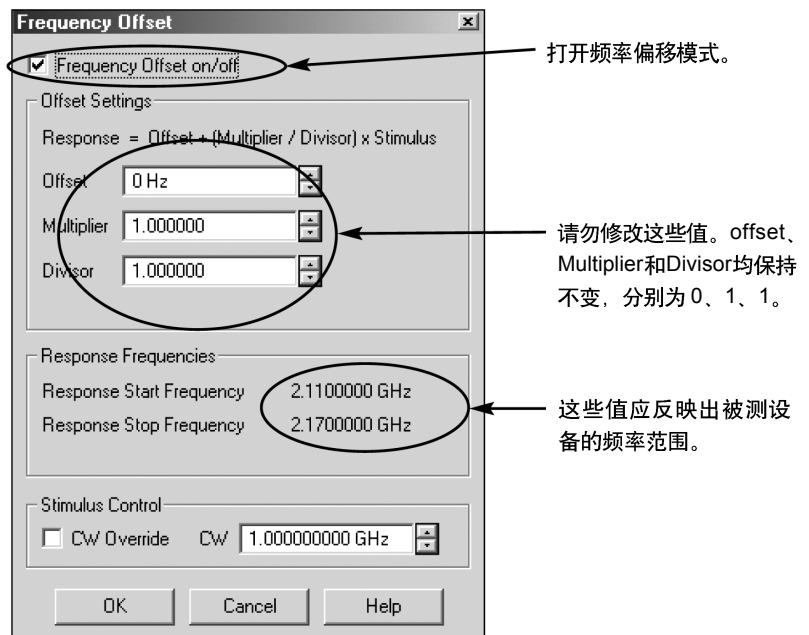 Frequency Offset
Frequency Offset on/off
打开频率偏移模式。
Offset Settings
Response = Offset + (Multiplier / Divisor) x Stimulus
Offset 0 Hz
Multiplier 1.000000
Divisor 1.000000
请勿修改这些值。offset、
Multiplier和Divisor均保持
不变，分别为 0、1、1。
Response Frequencies
Response Start Frequency 2.1100000 GHz
Response Stop Frequency 2.1700000 GHz
这些值应反映出被测设
备的频率范围。
Stimulus Control
CW Override CW 1.000000000 GHz
OK Cancel Help